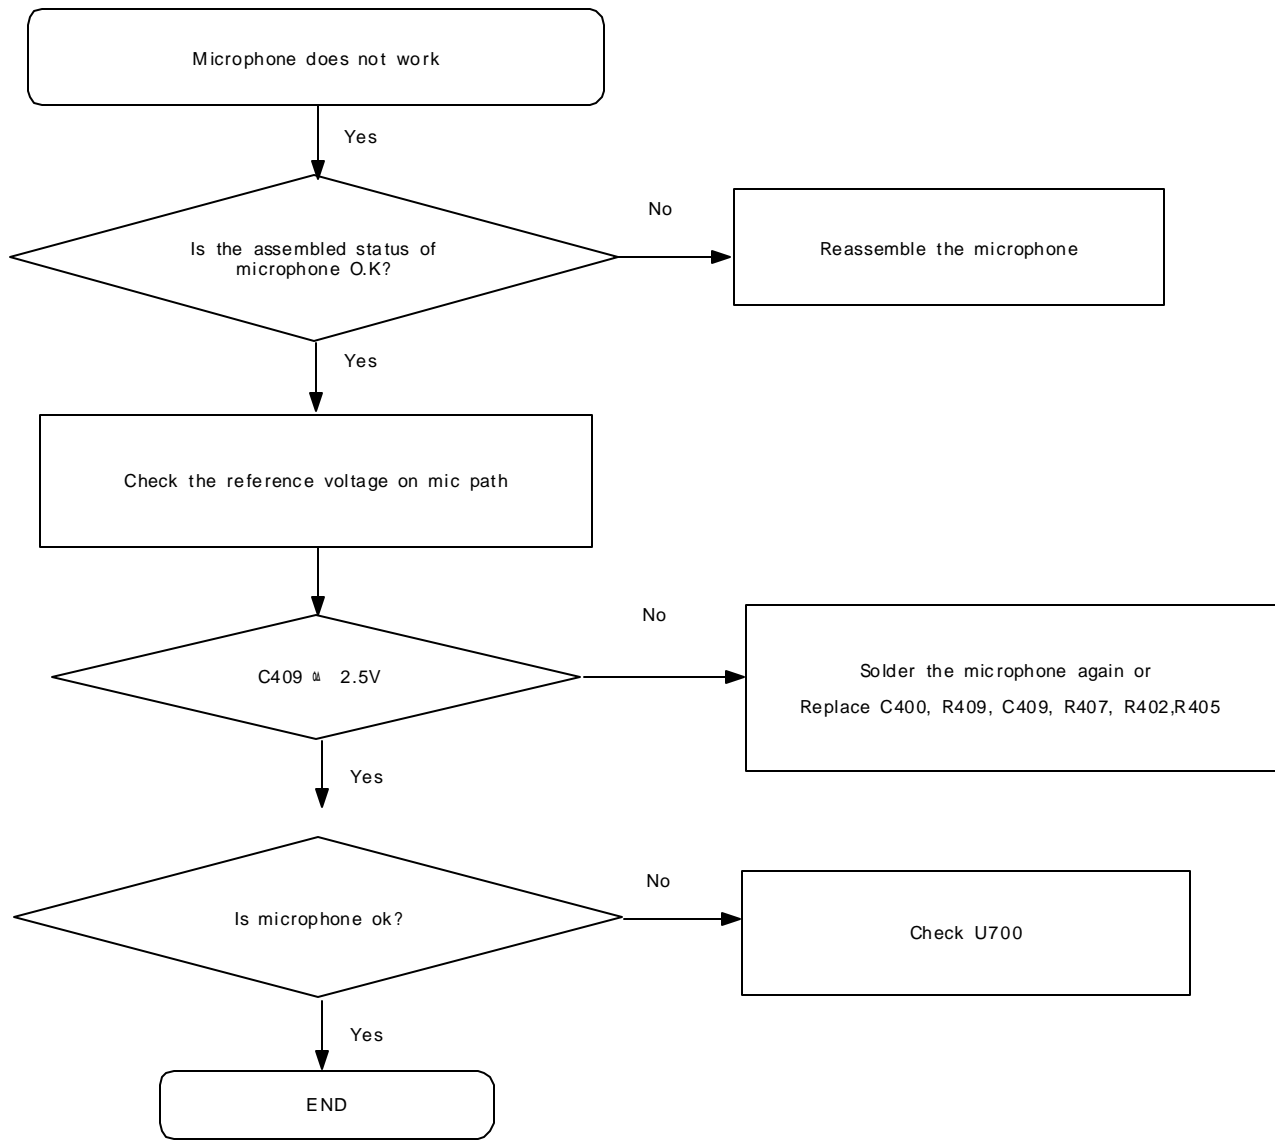 Microphone does not work
Yes
Is the assembled status of
microphone O.K?
No
Reassemble the microphone
Yes
Check the reference voltage on mic path
C409 2.5V
No
Solder the microphone again or
Replace C400, R409, C409, R407, R402,R405
Yes
Is microphone ok?
No
Check U700
Yes
END